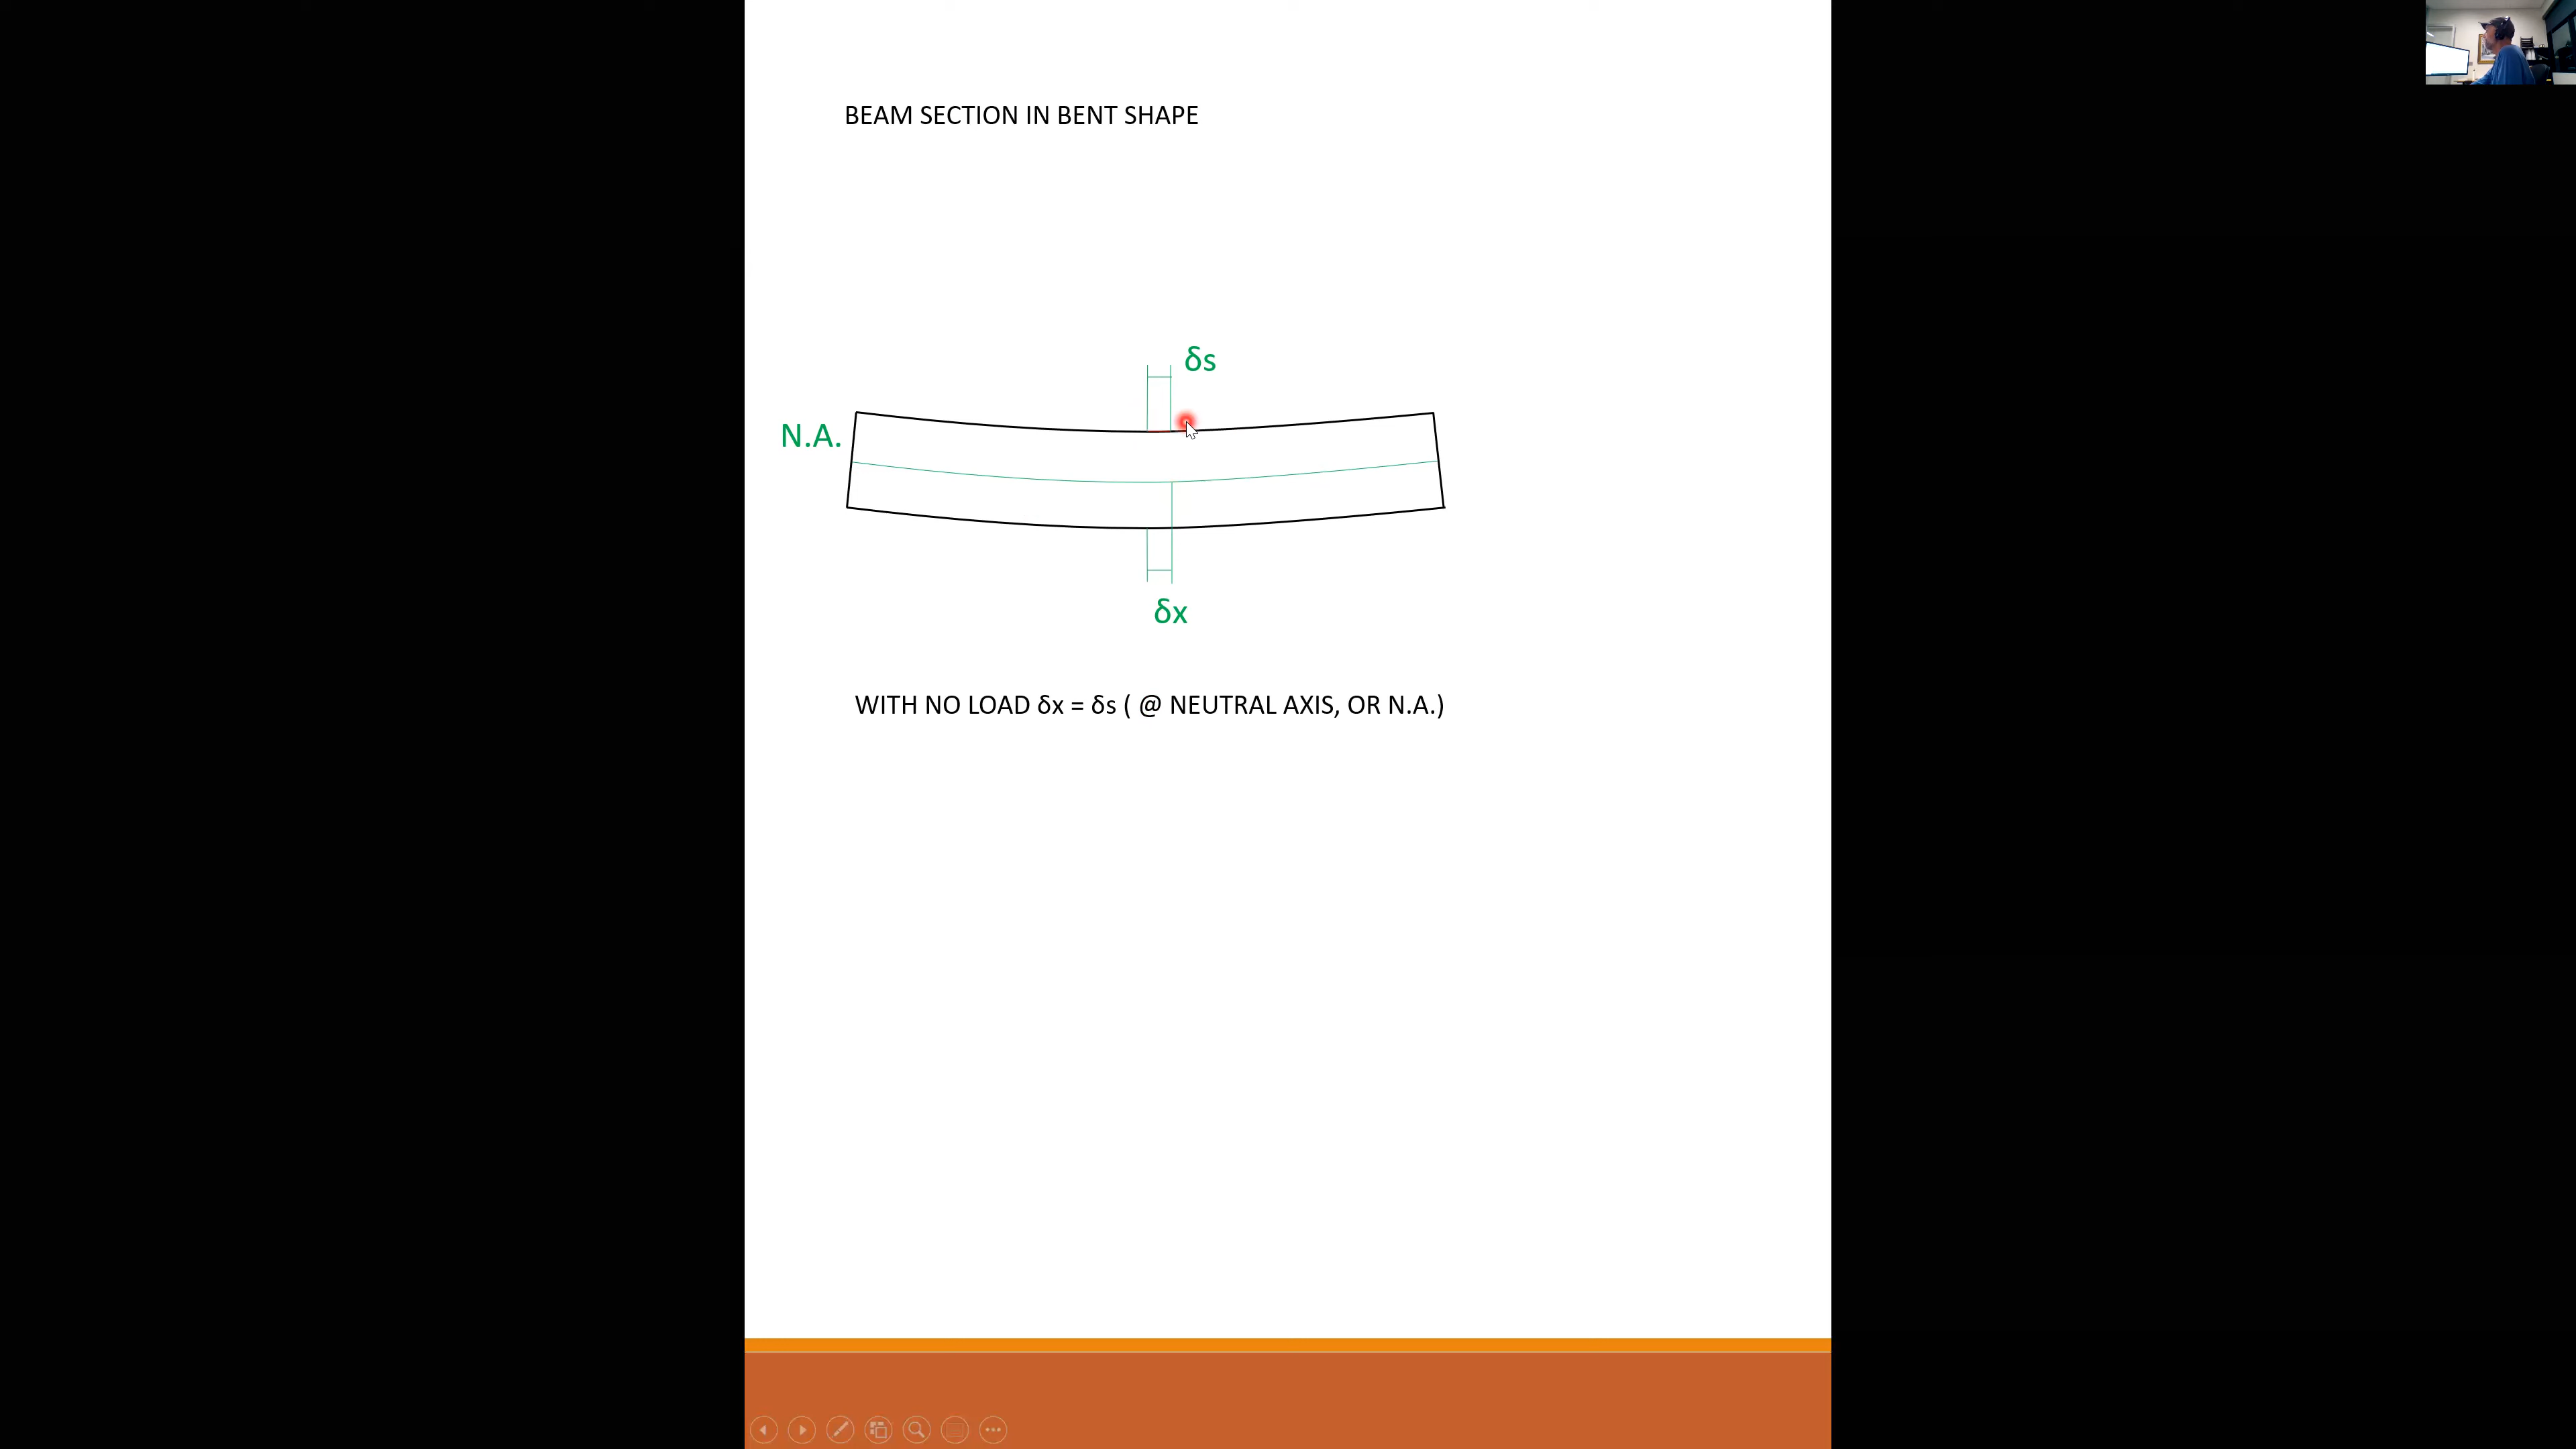 BEAM SECTION IN BENT SHAPE
δs
N.A.
δx
WITH NO LOAD δx = δs ( @ NEUTRAL AXIS, OR N.A.)